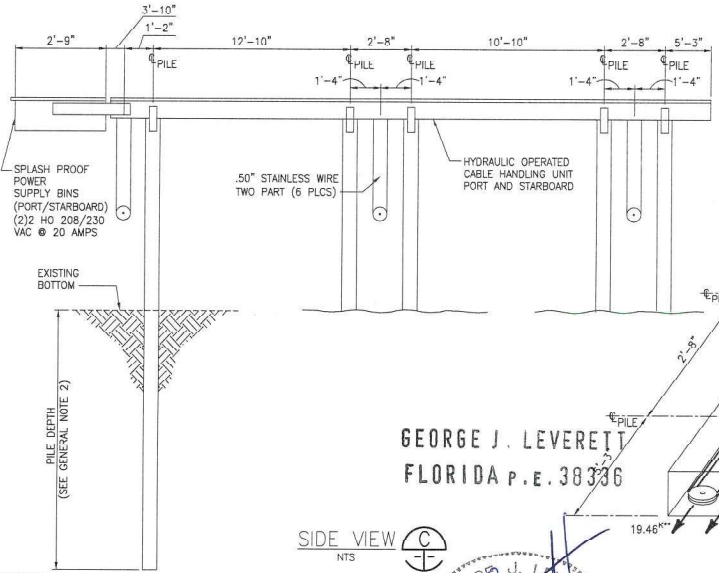 3'-10"
1'-2"
2'-9"
12'-10"
2'-8"
10'-10"
2'-8"
5'-3"
℄PILE
℄PILE
℄PILE
℄PILE
℄PILE
1'-4"
1'-4"
1'-4"
1'-4"
SPLASH PROOF
POWER
SUPPLY BINS
(PORT/STARBOARD)
(2)2 HO 208/230
VAC @ 20 AMPS
.50" STAINLESS WIRE
TWO PART (6 PLCS)
HYDRAULIC OPERATED
CABLE HANDLING UNIT
PORT AND STARBOARD
EXISTING
BOTTOM
PILE DEPTH
(SEE GENERAL NOTE 2)
2'-8"
℄PILE
GEORGE J. LEVERETT
FLORIDA P.E. 38336
19.46K**
SIDE VIEW
NTS
C